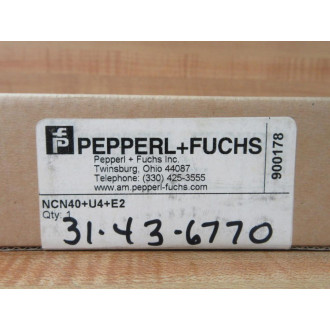 PEPPERL+FUCHS
Pepperl + Fuchs Inc.
Twinsburg, Ohio 44087
Telephone: (330) 425-3555
www.am.pepperl-fuchs.com
900178
NCN40+U4+E2
Qty: 1
31-43-6770